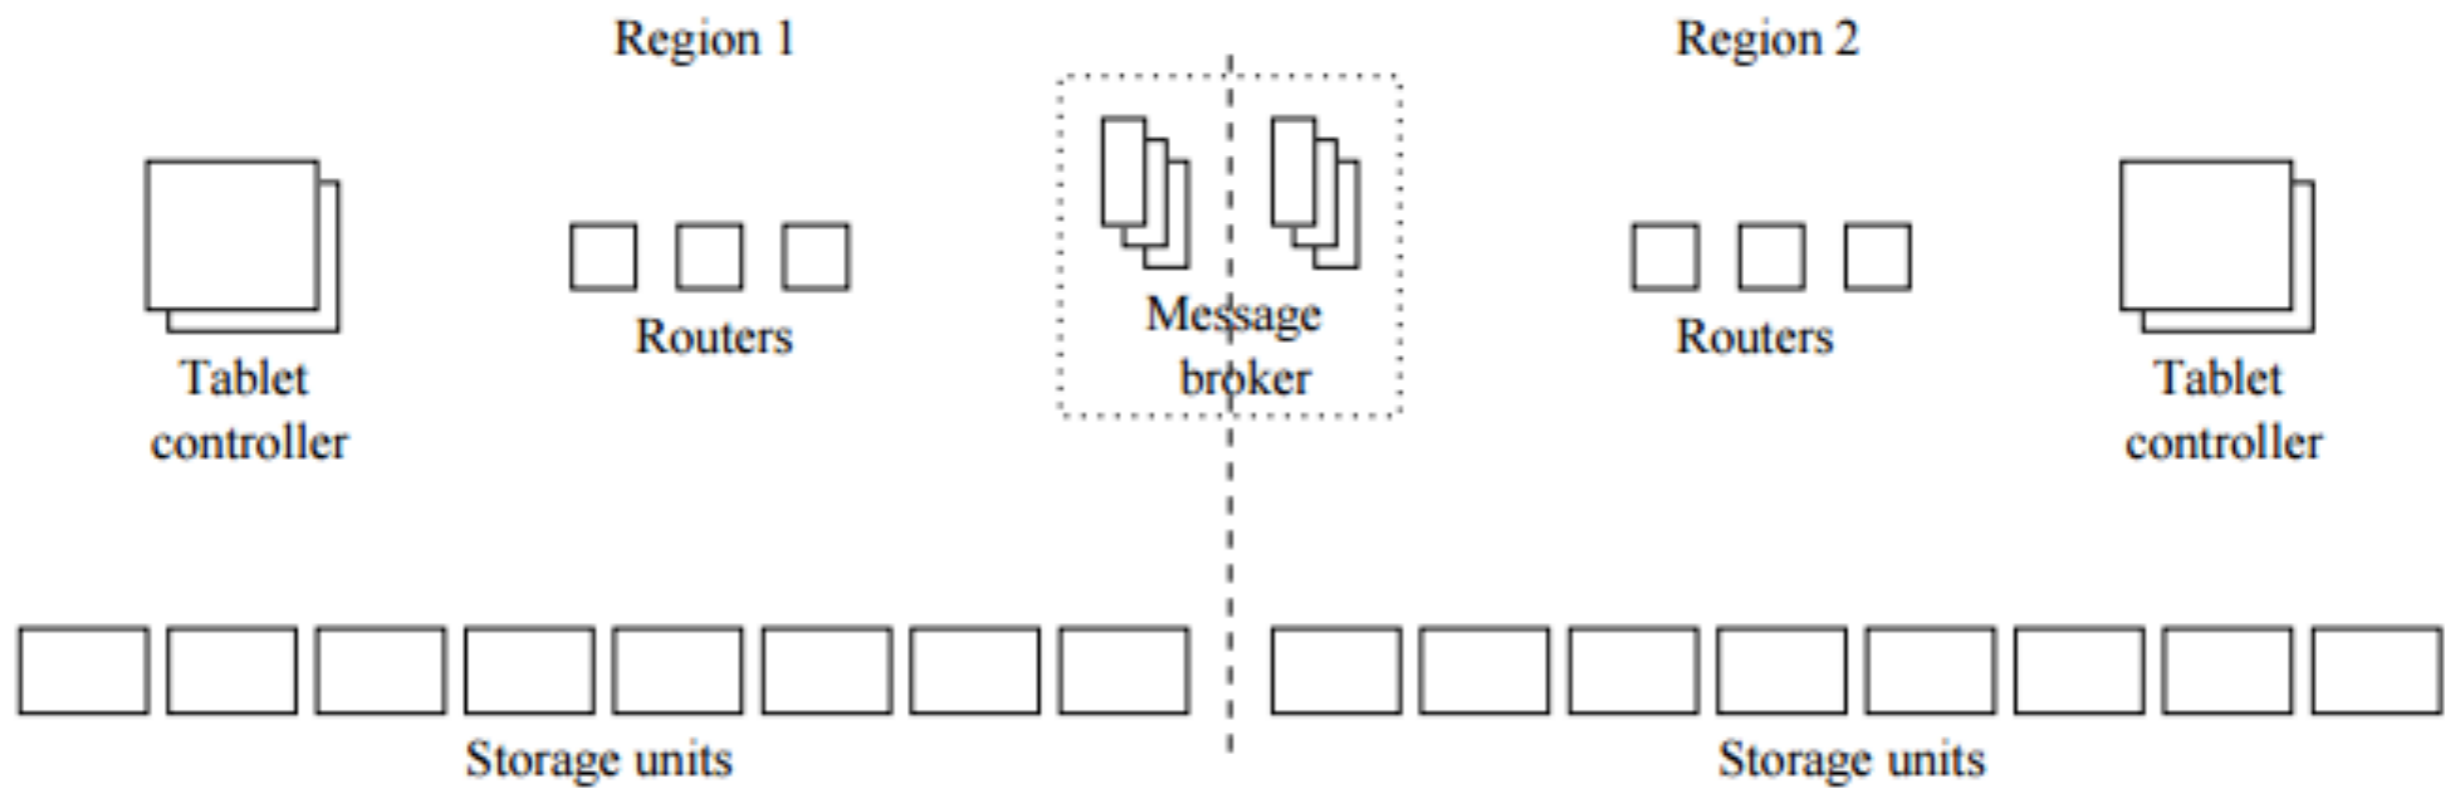 Region 1
Region 2
Tablet
controller
Routers
Message
broker
Routers
Tablet
controller
Storage units
Storage units